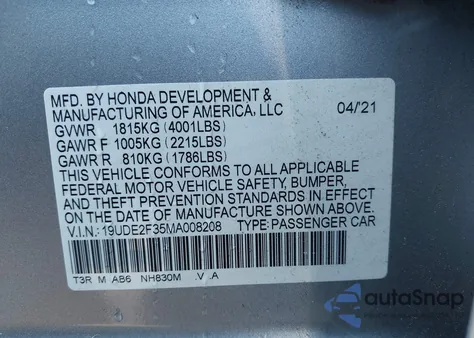 MFD. BY HONDA DEVELOPMENT &
MANUFACTURING OF AMERICA, LLC 04/'21
GVWR 1815KG (4001LBS)
GAWR F 1005KG (2215LBS)
GAWR R 810KG (1786LBS)
THIS VEHICLE CONFORMS TO ALL APPLICABLE
FEDERAL MOTOR VEHICLE SAFETY, BUMPER,
AND THEFT PREVENTION STANDARDS IN EFFECT
ON THE DATE OF MANUFACTURE SHOWN ABOVE.
V.I.N.: 19UDE2F35MA008208 TYPE: PASSENGER CAR
T3R M AB6 NH830M .V .A
autoSnap